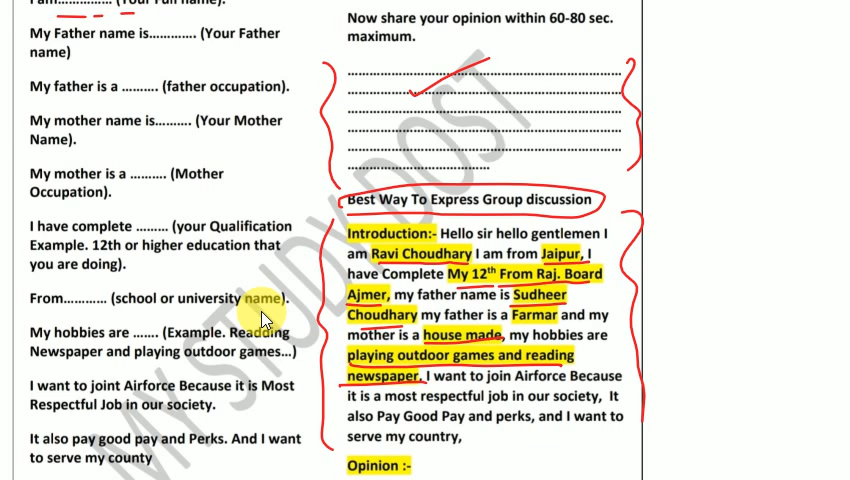 I am............... (Your Full name).
My Father name is............. (Your Father
name)
My father is a .......... (father occupation).
My mother name is.......... (Your Mother
Name).
My mother is a .......... (Mother
Occupation).
I have complete ......... (your Qualification
Example. 12th or higher education that
you are doing).
From............ (school or university name).
My hobbies are ....... (Example. Readding
Newspaper and playing outdoor games...)
I want to joint Airforce Because it is Most
Respectful Job in our society.
It also pay good pay and Perks. And I want
to serve my county
Now share your opinion within 60-80 sec.
maximum.
Best Way To Express Group discussion
Introduction:- Hello sir hello gentlemen I
am Ravi Choudhary I am from Jaipur, I
have Complete My 12th From Raj. Board
Ajmer, my father name is Sudheer
Choudhary my father is a Farmar and my
mother is a house made, my hobbies are
playing outdoor games and reading
newspaper, I want to join Airforce Because
it is a most respectful job in our society, It
also Pay Good Pay and perks, and I want to
serve my country,
Opinion :-
MY STUDY DOST